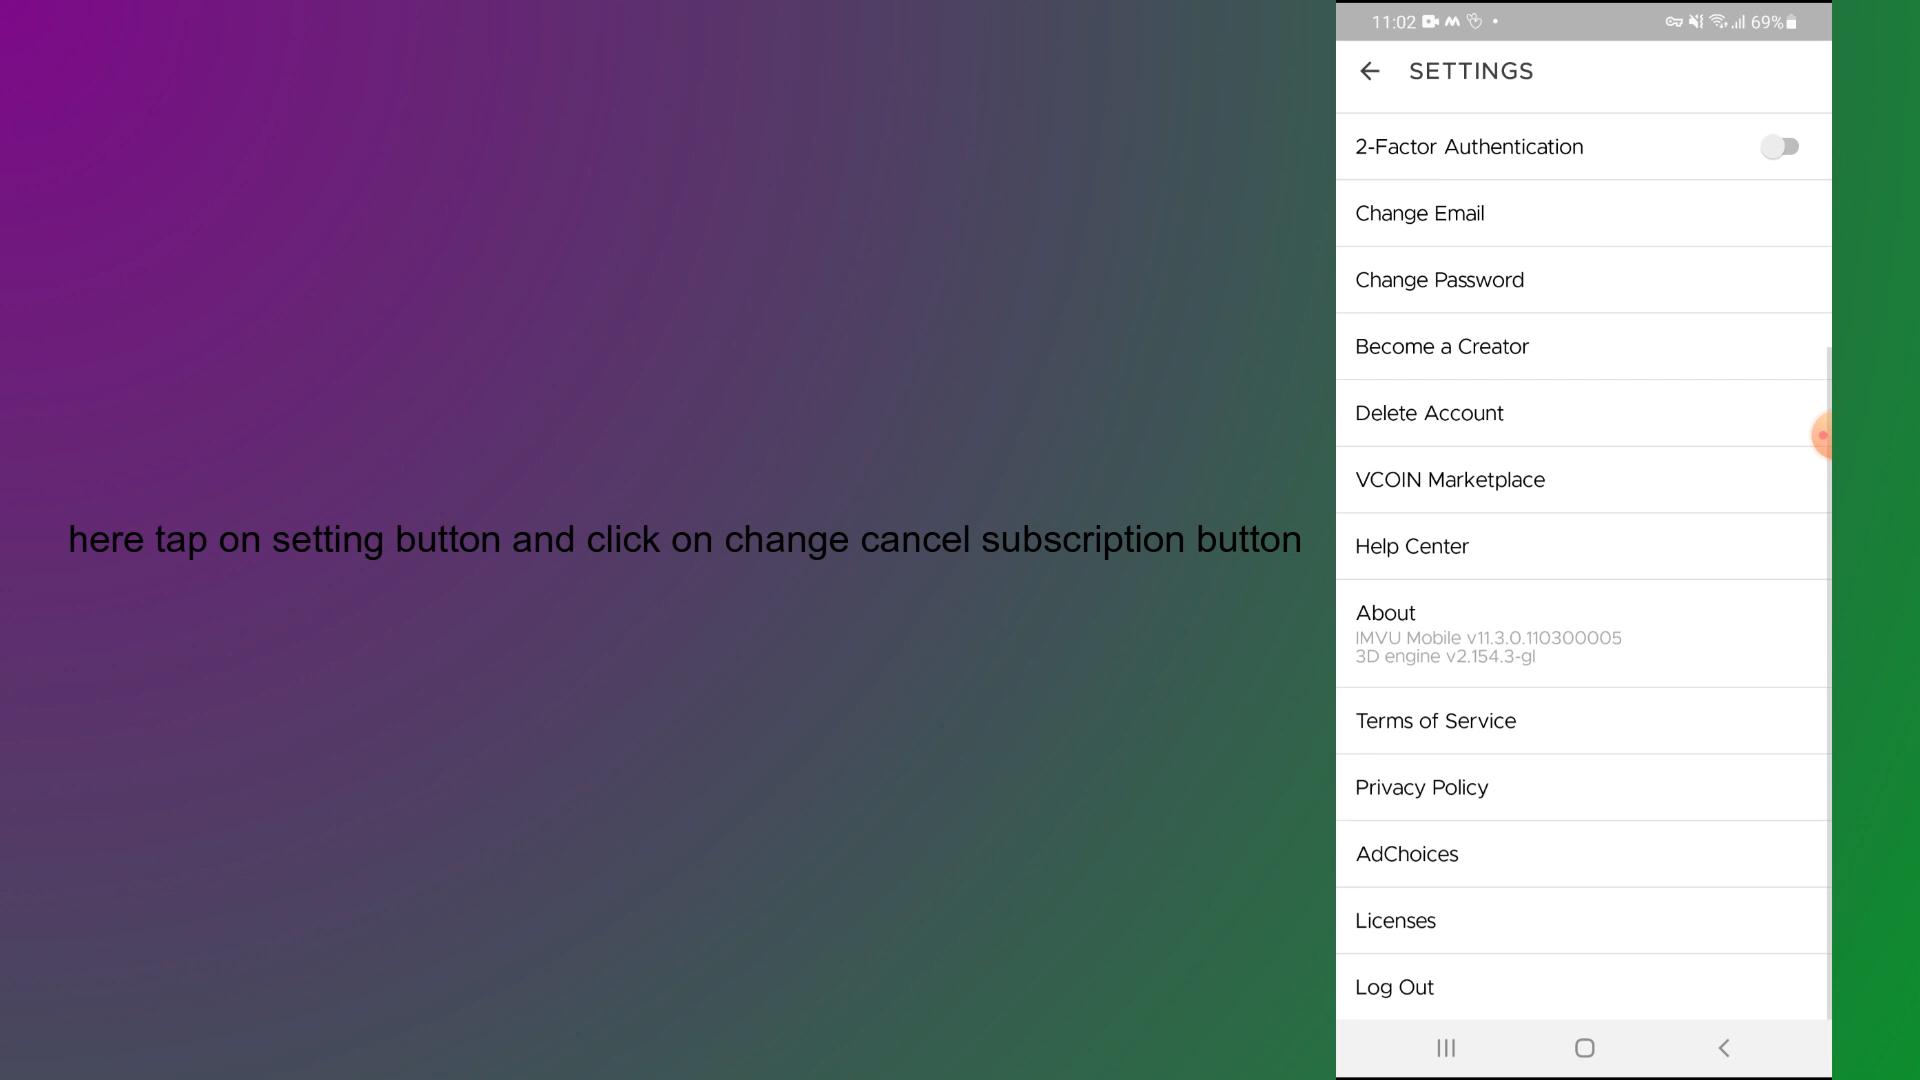 here tap on setting button and click on change cancel subscription button
11:02
69%
SETTINGS
2-Factor Authentication
Change Email
Change Password
Become a Creator
Delete Account
VCOIN Marketplace
Help Center
About
IMVU Mobile v11.3.0.110300005
3D engine v2.154.3-gl
Terms of Service
Privacy Policy
AdChoices
Licenses
Log Out